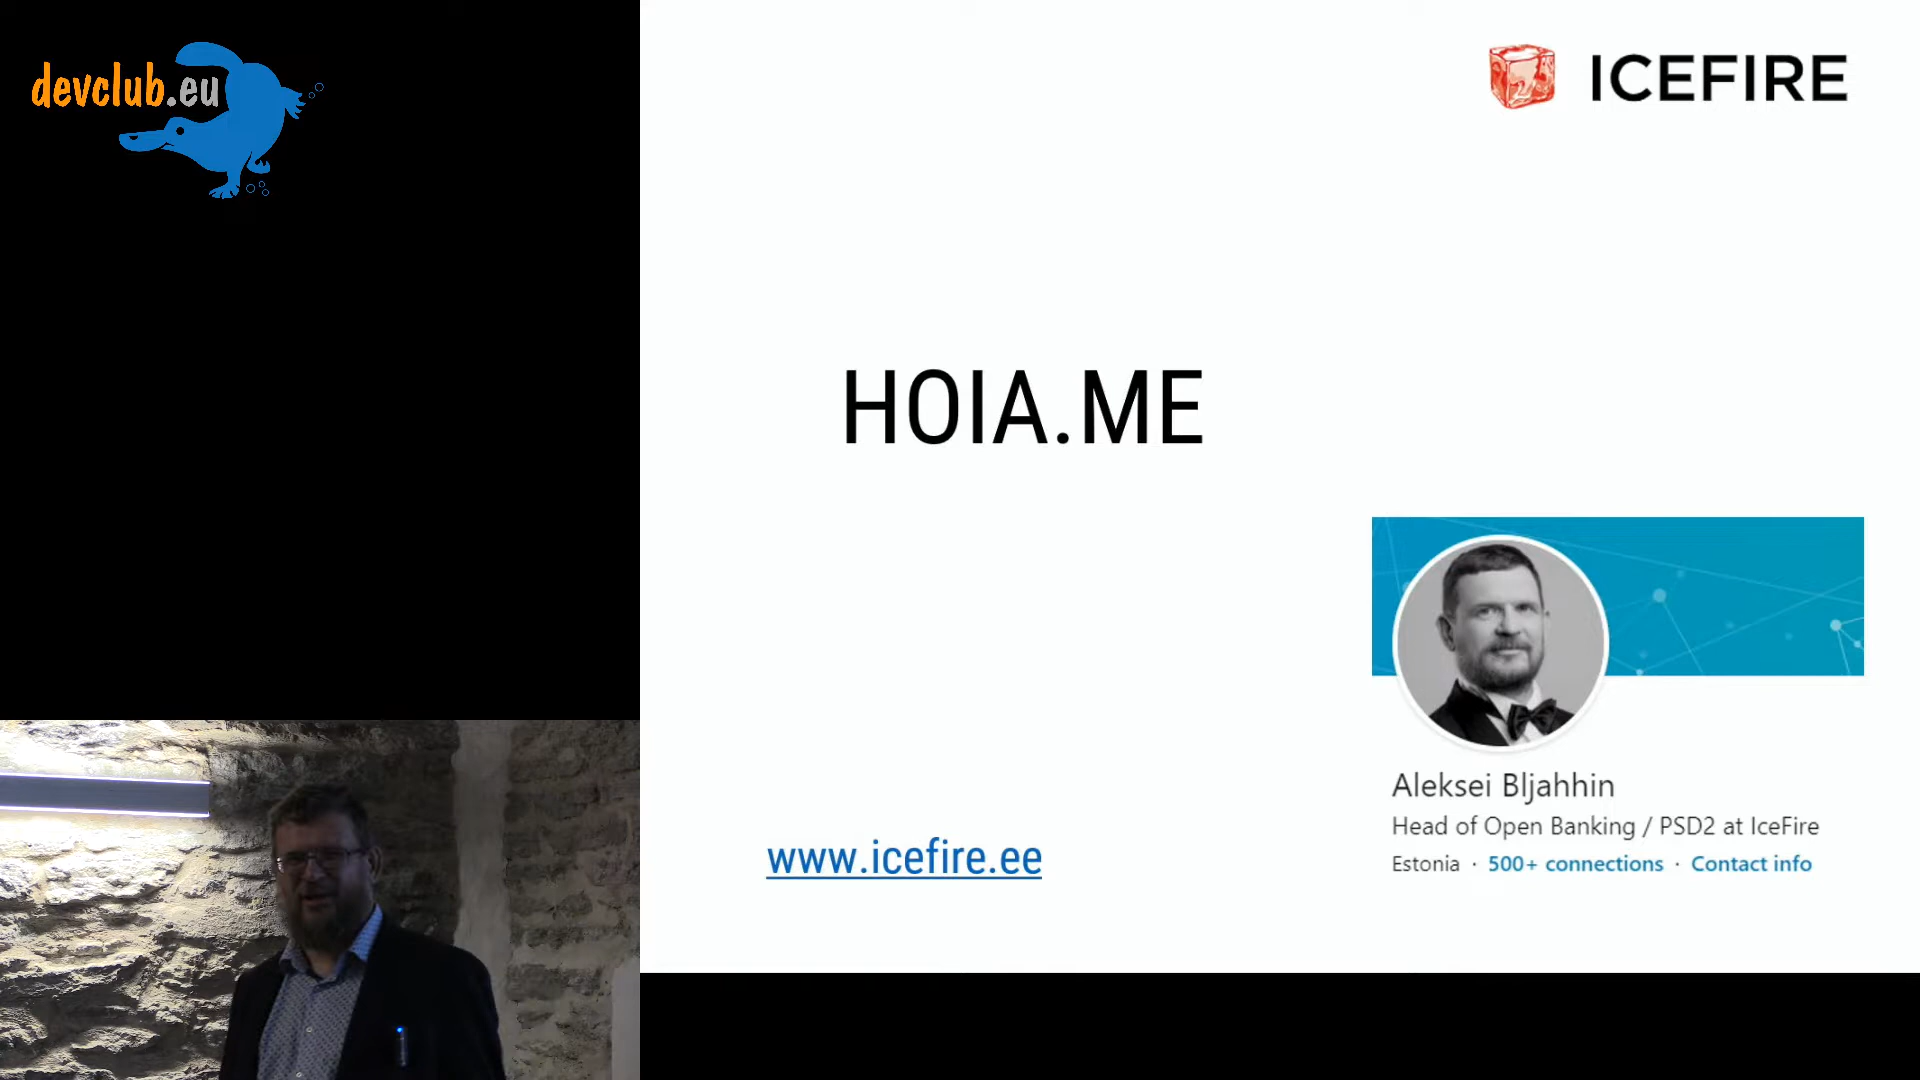 devclub.eu
ICEFIRE
HOIA.ME
Aleksei Bljahhin
Head of Open Banking / PSD2 at IceFire
Estonia · 500+ connections · Contact info
www.icefire.ee